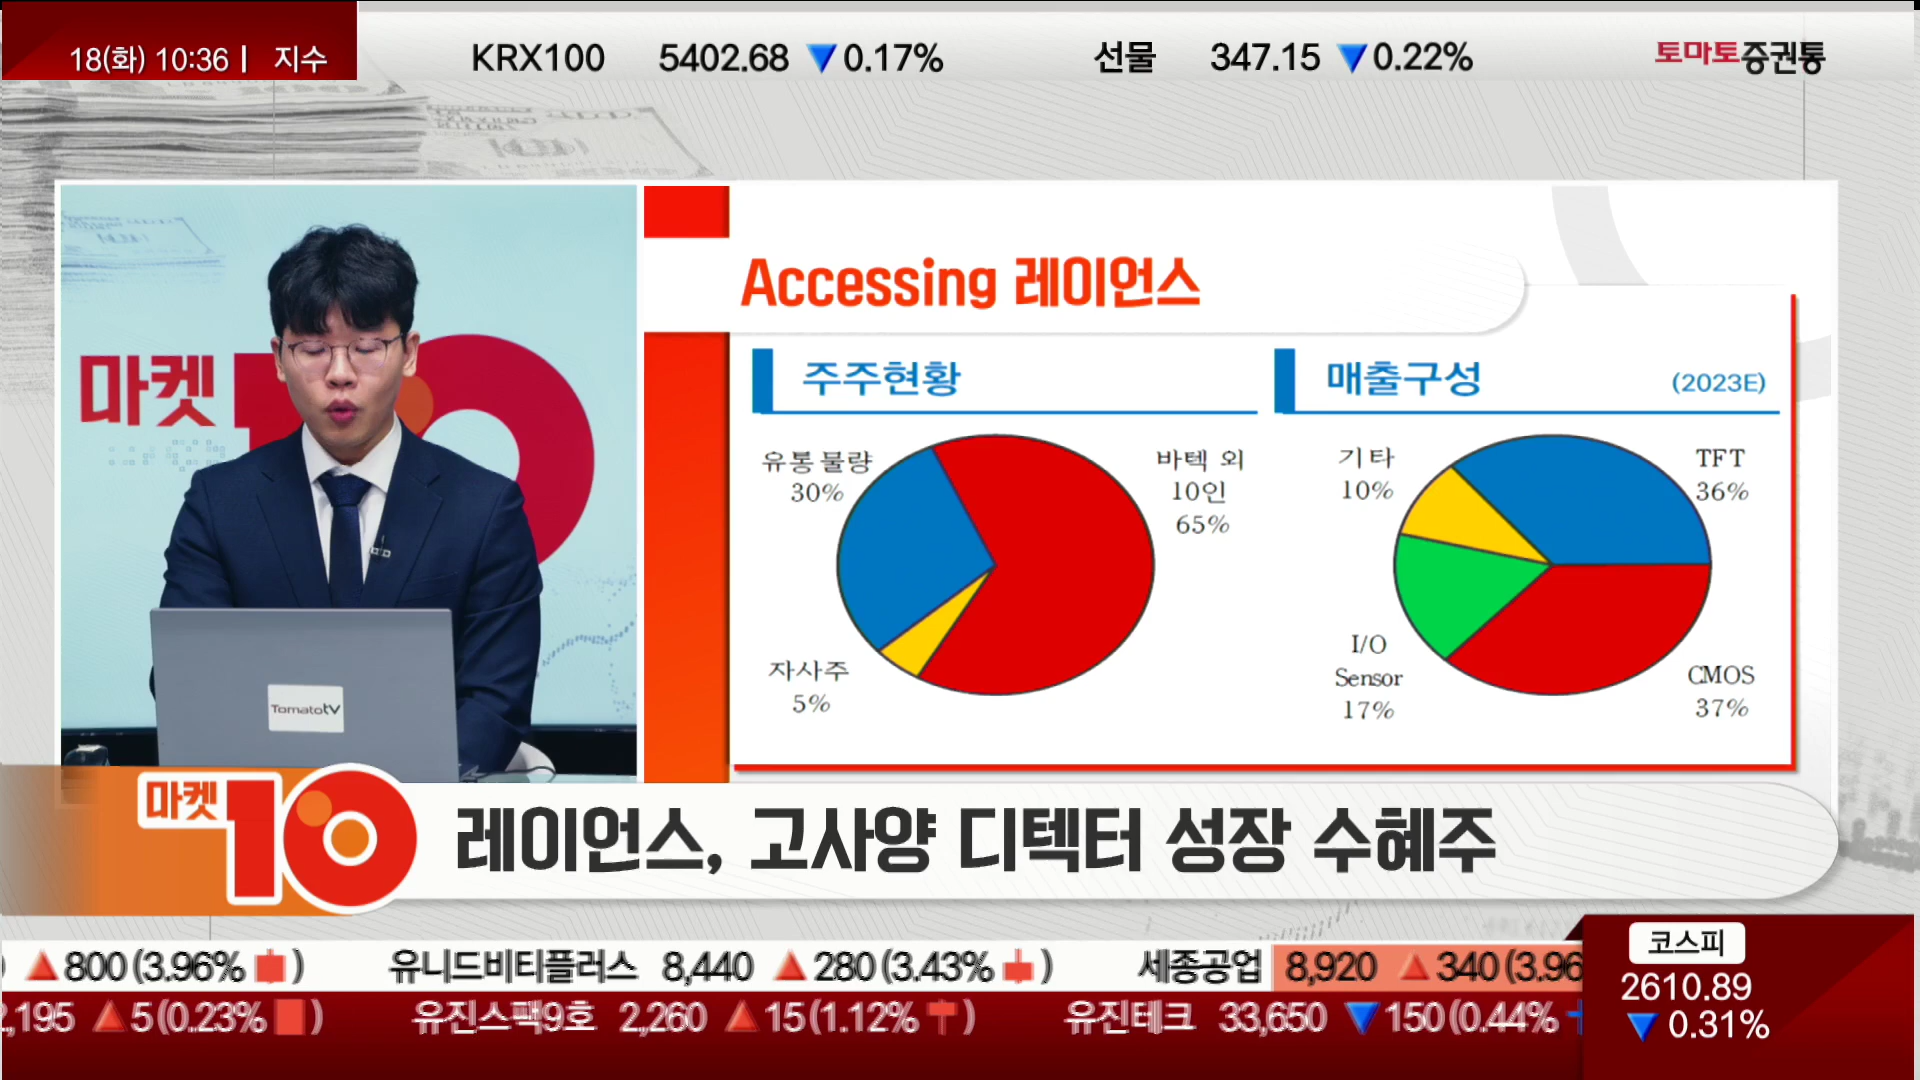 18(화) 10:36 | 지수 KRX100 5402.68 ▼0.17% 선물 347.15 ▼0.22% 토마토증권통
마켓
10
TomatoTV
Accessing 레이언스
주주현황
유통 물량
30%
바텍 외
10인
65%
자사주
5%
매출구성 (2023E)
기타
10%
TFT
36%
I/O
Sensor
17%
CMOS
37%
마켓
10
레이언스, 고사양 디텍터 성장 수혜주
) ▲800(3.96% ) 유니드비티플러스 8,440 ▲280(3.43% ) 세종공업 8,920 ▲340(3.96
,195 ▲5(0.23% ) 유진스팩9호 2,260 ▲15(1.12% ) 유진테크 33,650 ▼150(0.44%
코스피
2610.89
▼0.31%